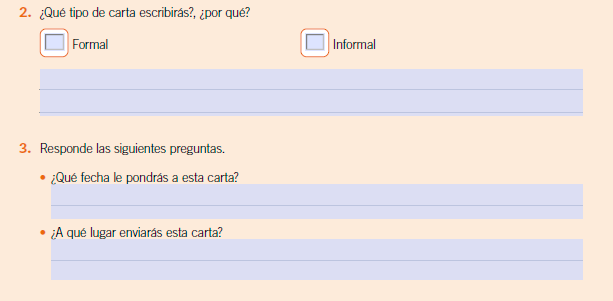 2. ¿Qué tipo de carta escribirás?, ¿por qué?
Formal Informal
3. Responde las siguientes preguntas.
• ¿Qué fecha le pondrás a esta carta?
• ¿A qué lugar enviarás esta carta?